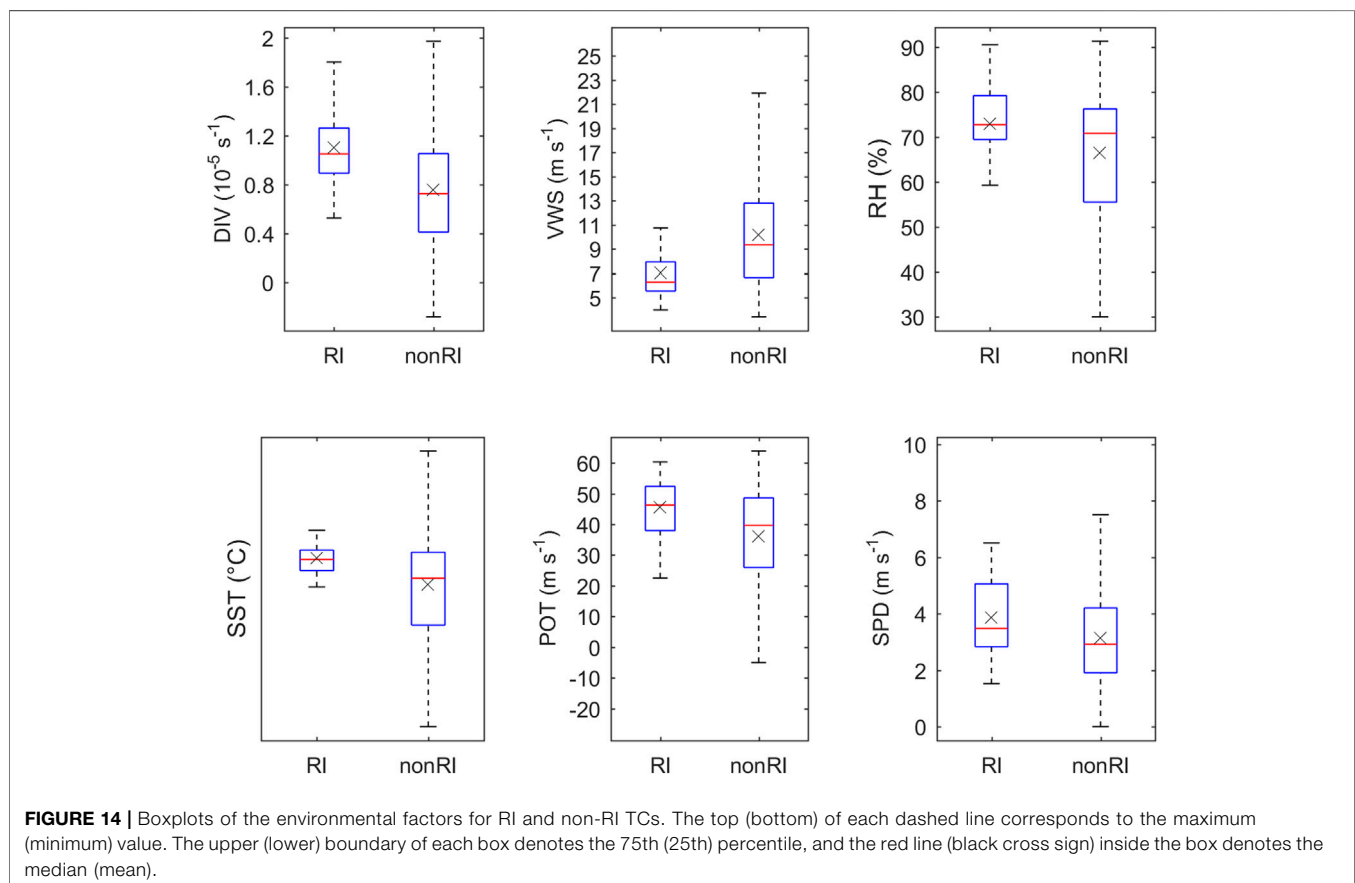 2
1.6
1.2
0.8
0.4
0
DIV (10-5 s-1)
RI
nonRI
25
23
21
19
17
15
13
11
9
7
5
VWS (m s-1)
RI
nonRI
90
80
70
60
50
40
30
RH (%)
RI
nonRI
SST (°C)
RI
nonRI
60
50
40
30
20
10
0
-10
-20
POT (m s-1)
RI
nonRI
10
8
6
4
2
0
SPD (m s-1)
RI
nonRI
FIGURE 14 | Boxplots of the environmental factors for RI and non-RI TCs. The top (bottom) of each dashed line corresponds to the maximum
(minimum) value. The upper (lower) boundary of each box denotes the 75th (25th) percentile, and the red line (black cross sign) inside the box denotes the
median (mean).